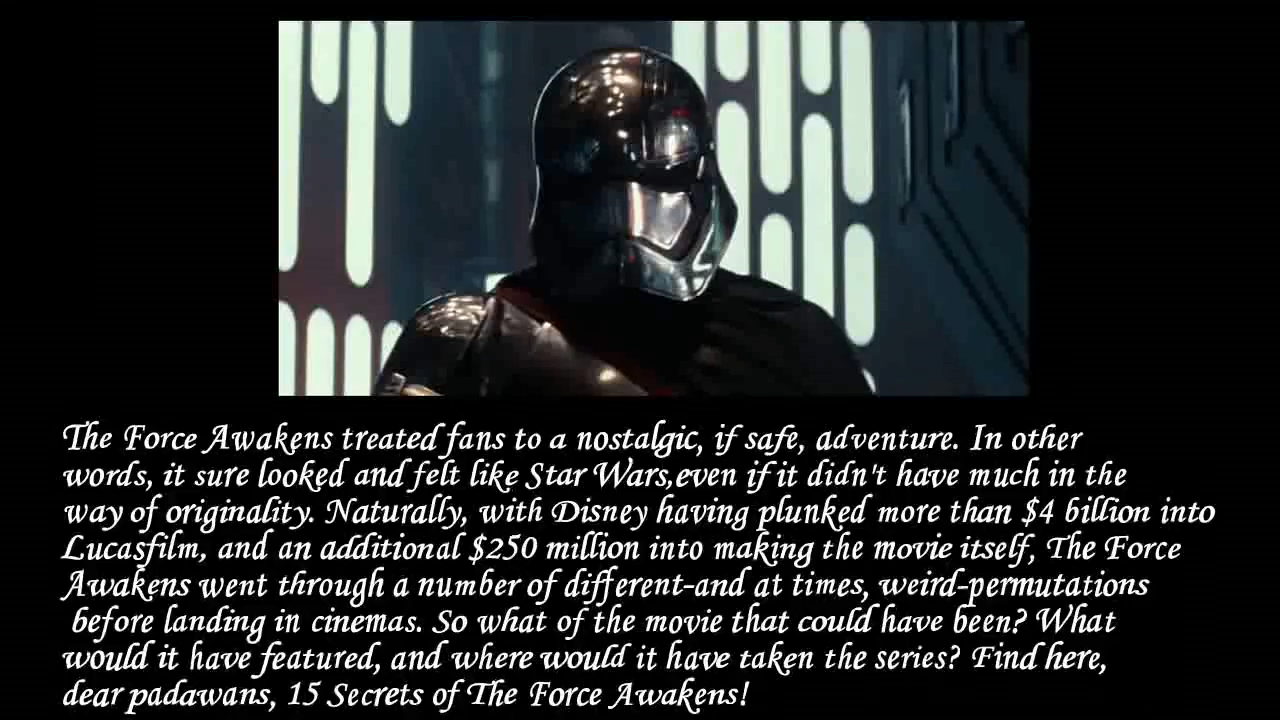 The Force Awakens treated fans to a nostalgic, if safe, adventure. In other
words, it sure looked and felt like Star Wars,even if it didn't have much in the
way of originality. Naturally, with Disney having plunked more than $4 billion into
Lucasfilm, and an additional $250 million into making the movie itself, The Force
Awakens went through a number of different-and at times, weird-permutations
before landing in cinemas. So what of the movie that could have been? What
would it have featured, and where would it have taken the series? Find here,
dear padawans, 15 Secrets of The Force Awakens!